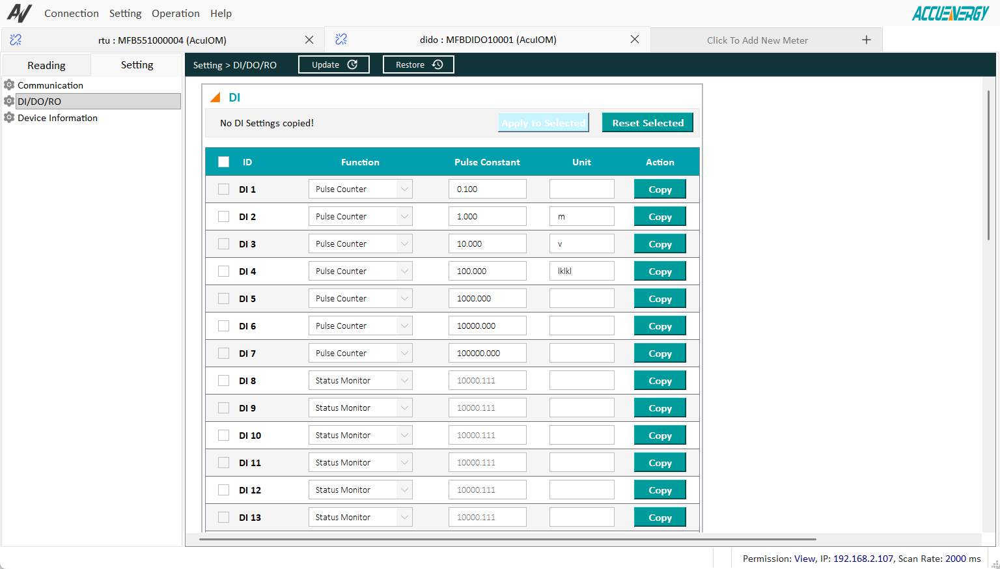 AV Connection Setting Operation Help ACCUENERGY
rtu : MFB551000004 (AcuIOM) dido : MFBDIDO10001 (AcuIOM) Click To Add New Meter
Reading Setting Setting > DI/DO/RO Update Restore
Communication
DI/DO/RO
Device Information
DI
No DI Settings copied! Apply to Selected Reset Selected
ID Function Pulse Constant Unit Action
DI 1 Pulse Counter 0.100 Copy
DI 2 Pulse Counter 1.000 m Copy
DI 3 Pulse Counter 10.000 v Copy
DI 4 Pulse Counter 100.000 lklkl Copy
DI 5 Pulse Counter 1000.000 Copy
DI 6 Pulse Counter 10000.000 Copy
DI 7 Pulse Counter 100000.000 Copy
DI 8 Status Monitor 10000.111 Copy
DI 9 Status Monitor 10000.111 Copy
DI 10 Status Monitor 10000.111 Copy
DI 11 Status Monitor 10000.111 Copy
DI 12 Status Monitor 10000.111 Copy
DI 13 Status Monitor 10000.111 Copy
Permission: View, IP: 192.168.2.107, Scan Rate: 2000 ms